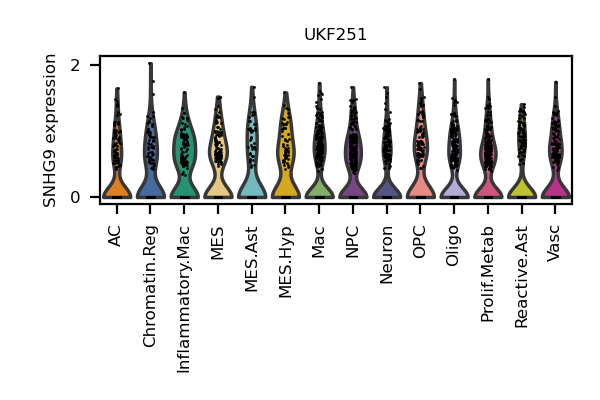 UKF251
SNHG9 expression
2
0
AC
Chromatin.Reg
Inflammatory.Mac
MES
MES.Ast
MES.Hyp
Mac
NPC
Neuron
OPC
Oligo
Prolif.Metab
Reactive.Ast
Vasc